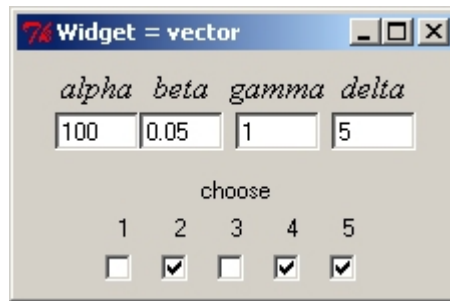 Widget = vector
alpha beta gamma delta
100 0.05 1 5
choose
1 2 3 4 5